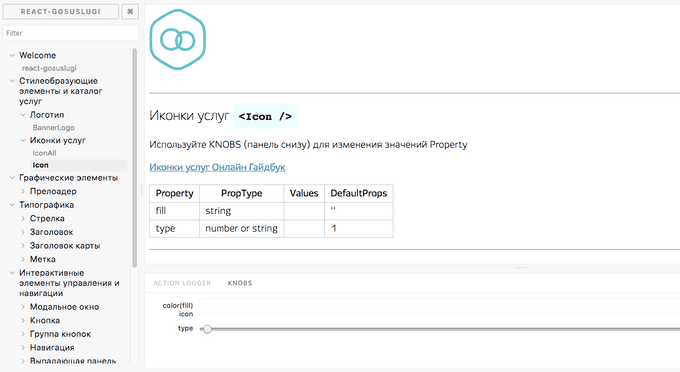 REACT-GOSUSLUGI
⌘
Filter
Welcome
react-gosuslugi
Стилеобразующие
элементы и каталог
услуг
Логотип
BannerLogo
Иконки услуг
IconAll
Icon
Графические элементы
Прелоадер
Типографика
Стрелка
Заголовок
Заголовок карты
Метка
Интерактивные
элементы управления и
навигации
Модальное окно
Кнопка
Группа кнопок
Навигация
Выпадающая панель
Иконки услуг <Icon />
Используйте KNOBS (панель снизу) для изменения значений Property
Иконки услуг Онлайн Гайдбук
Property PropType Values DefaultProps
fill string ''
type number or string 1
ACTION LOGGER KNOBS
color(fill)
icon
type